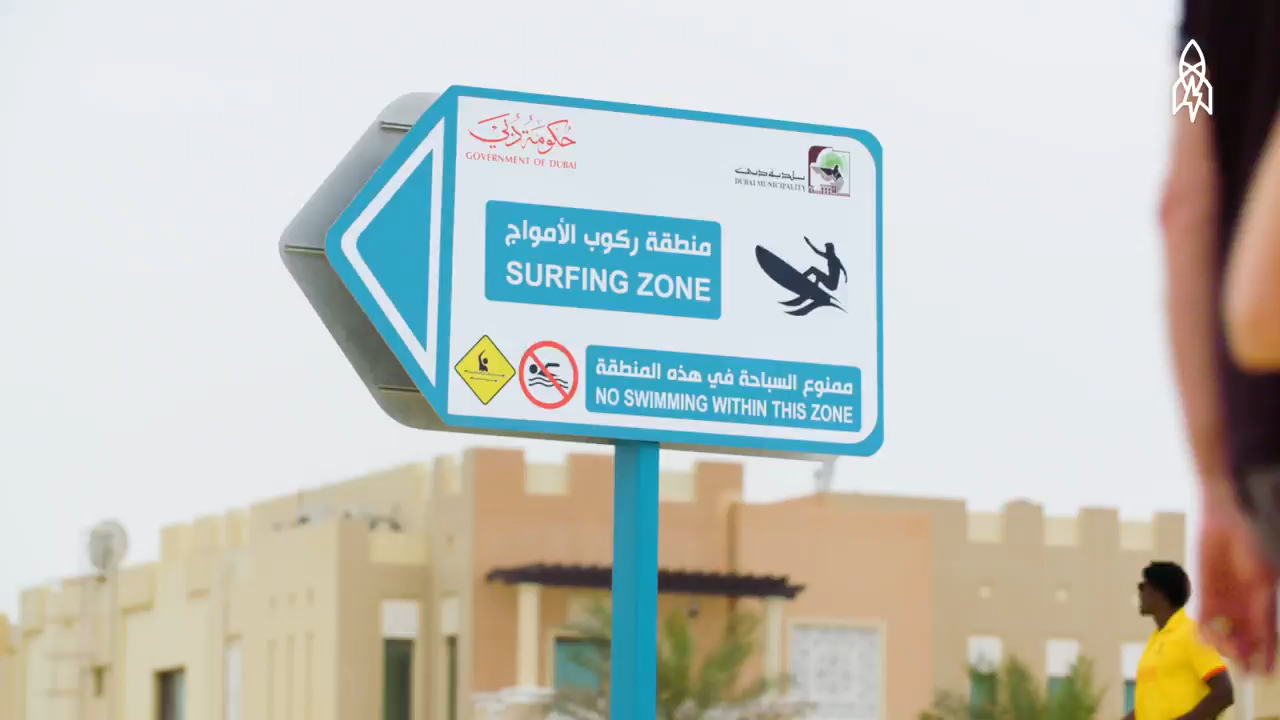 حكومة دبي
GOVERNMENT OF DUBAI
بلدية دبي
DUBAI MUNICIPALITY
منطقة ركوب الأمواج
SURFING ZONE
ممنوع السباحة في هذه المنطقة
NO SWIMMING WITHIN THIS ZONE